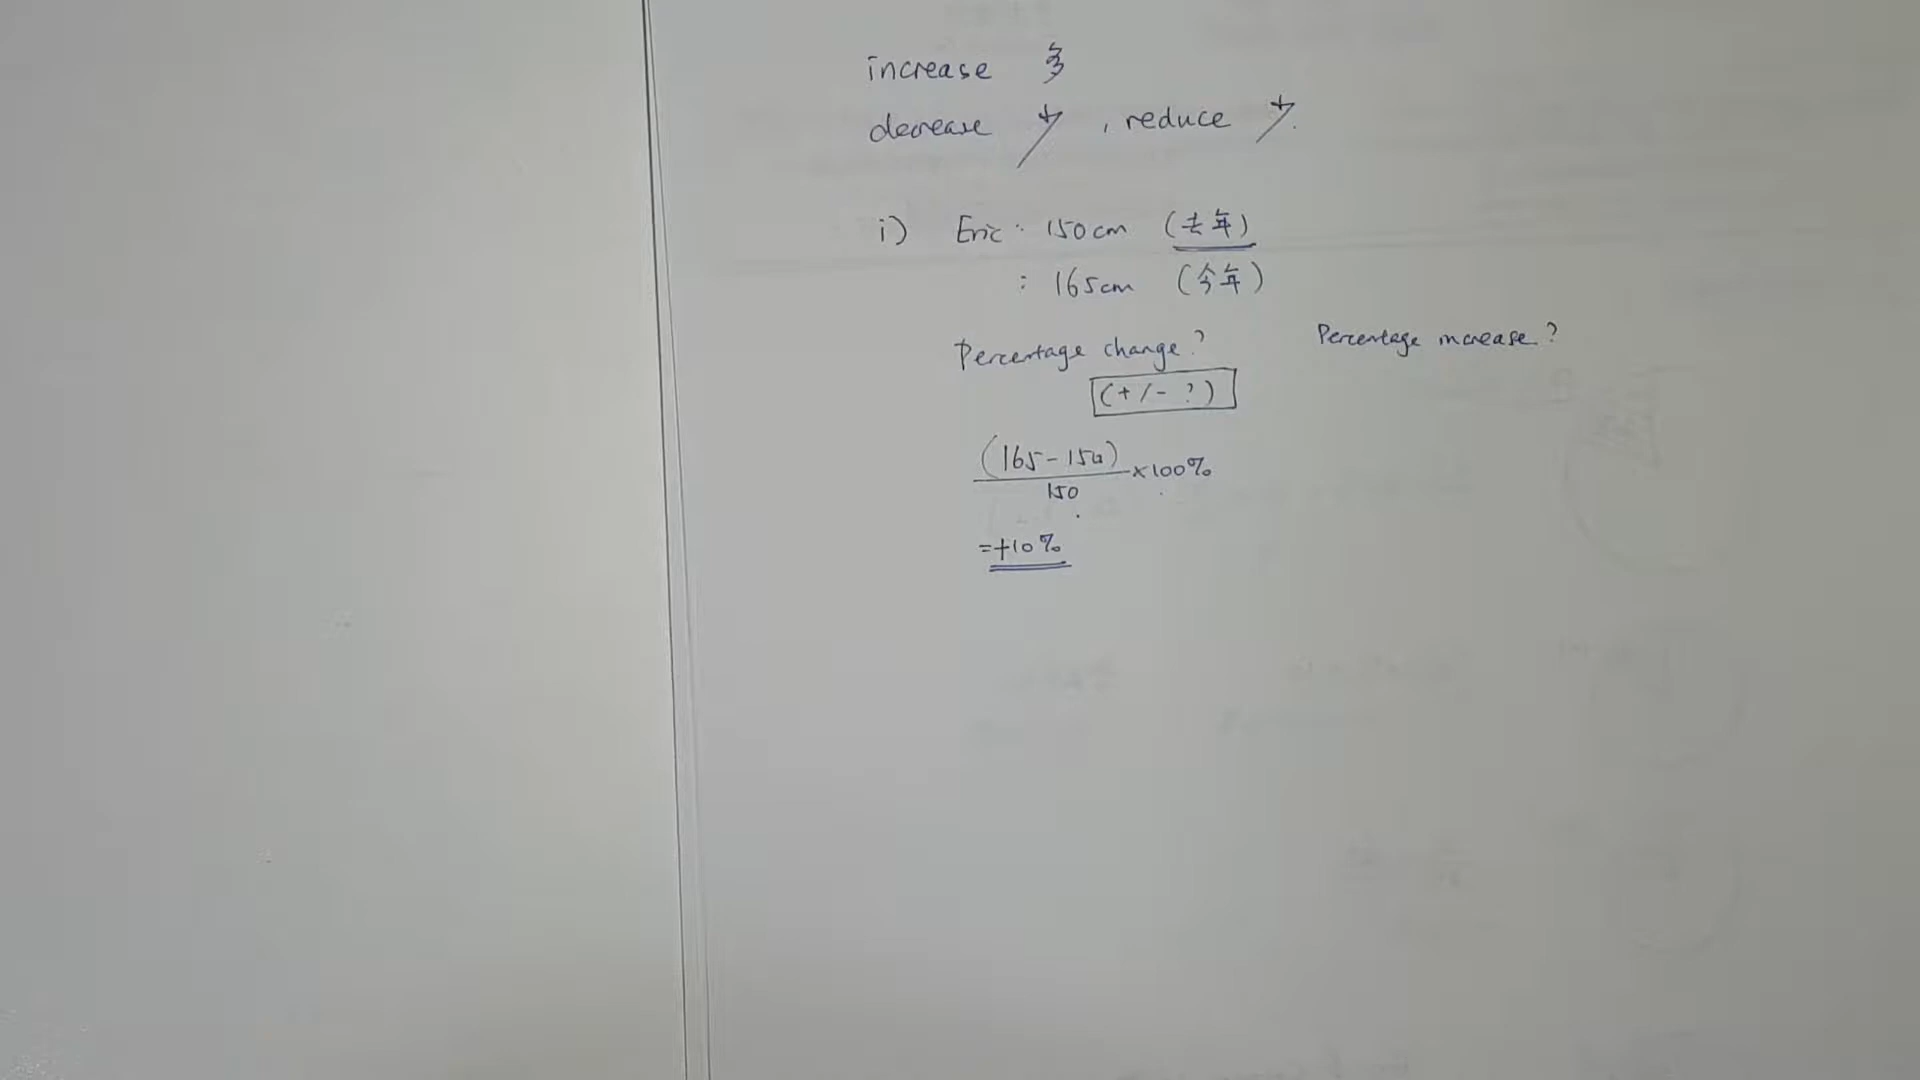 increase 多
decrease 少 , reduce 少.
i) Eric : 150cm (去年)
: 165cm (今年)
Percentage change? Percentage increase?
(+/- ?)
(165-150)
/150 ×100%
=+10%